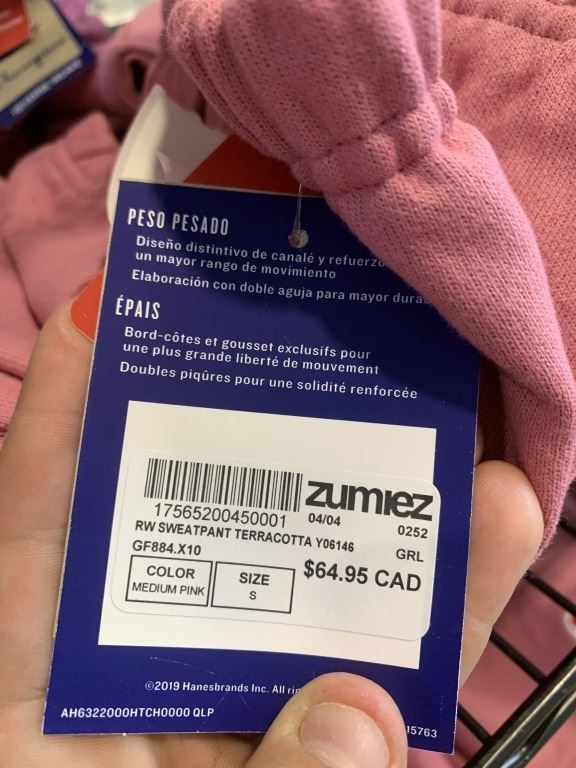 PESO PESADO
Diseño distintivo de canalé y refuerzo
un mayor rango de movimiento
Elaboración con doble aguja para mayor
ÉPAIS
Bord-côtes et gousset exclusifs pour
une plus grande liberté de mouvement
Doubles piqûres pour une solidité renforcée
zumiez
17565200450001 04/04 0252
RW SWEATPANT TERRACOTTA Y06146
GF884.X10 GRL
COLOR
MEDIUM PINK
SIZE
S
$64.95 CAD
©2019 Hanesbrands Inc. All
AH6322000HTCH0000 QLP 15763